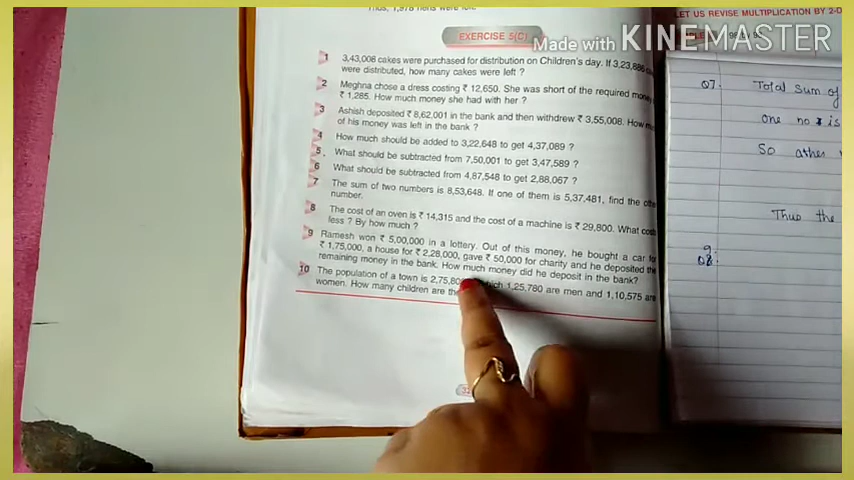 Thus, 1,978 hens were left.
EXERCISE 5(C)
1 3,43,008 cakes were purchased for distribution on Children's day. If 3,23,886
were distributed, how many cakes were left ?
2 Meghna chose a dress costing ₹ 12,650. She was short of the required money
₹ 1,285. How much money she had with her ?
3 Ashish deposited ₹ 8,62,001 in the bank and then withdrew ₹ 3,55,008. How
of his money was left in the bank ?
4 How much should be added to 3,22,648 to get 4,37,089 ?
5. What should be subtracted from 7,50,001 to get 3,47,589 ?
6 What should be subtracted from 4,87,548 to get 2,88,067 ?
7 The sum of two numbers is 8,53,648. If one of them is 5,37,481, find the
number.
8 The cost of an oven is ₹ 14,315 and the cost of a machine is ₹ 29,800. What
less ? By how much ?
9 Ramesh won ₹ 5,00,000 in a lottery. Out of this money, he bought a car for
₹ 1,75,000, a house for ₹ 2,28,000, gave ₹ 50,000 for charity and he deposited the
remaining money in the bank. How much money did he deposit in the bank?
10 The population of a town is 2,75,80 1,25,780 are men and 1,10,575 are
women. How many children are
LET US REVISE MULTIPLICATION BY 2-D
Made with KINEMASTER
Q7. Total sum of
one no is
So other
Thus the
9.
Q8.